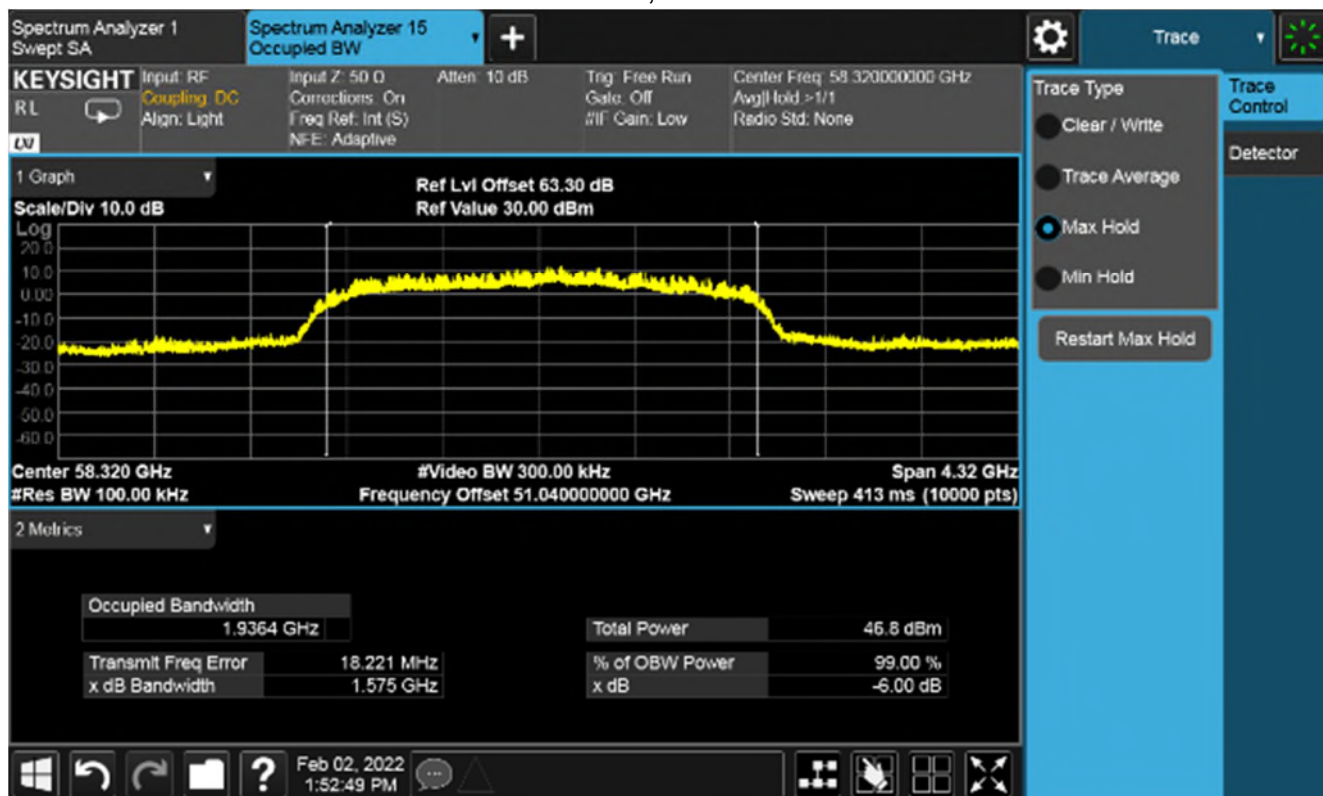 Spectrum Analyzer 1
Swept SA
Spectrum Analyzer 15
Occupied BW
+
Trace
KEYSIGHT
RL
LXI
Input: RF
Coupling: DC
Align: Light
Input Z: 50 Ω
Corrections: On
Freq Ref: Int (S)
NFE: Adaptive
Atten: 10 dB
Trig: Free Run
Gate: Off
#IF Gain: Low
Center Freq: 58.320000000 GHz
Avg|Hold:>1/1
Radio Std: None
Trace Type
Clear / Write
Trace Average
Max Hold
Min Hold
Restart Max Hold
Trace
Control
Detector
1 Graph
Scale/Div 10.0 dB
Ref Lvl Offset 63.30 dB
Ref Value 30.00 dBm
Log
20.0
10.0
0.00
-10.0
-20.0
-30.0
-40.0
-50.0
-60.0
Center 58.320 GHz
#Res BW 100.00 kHz
#Video BW 300.00 kHz
Frequency Offset 51.040000000 GHz
Span 4.32 GHz
Sweep 413 ms (10000 pts)
2 Metrics
Occupied Bandwidth
1.9364 GHz
Total Power 46.8 dBm
Transmit Freq Error 18.221 MHz
% of OBW Power 99.00 %
x dB Bandwidth 1.575 GHz
x dB -6.00 dB
?
Feb 02, 2022
1:52:49 PM